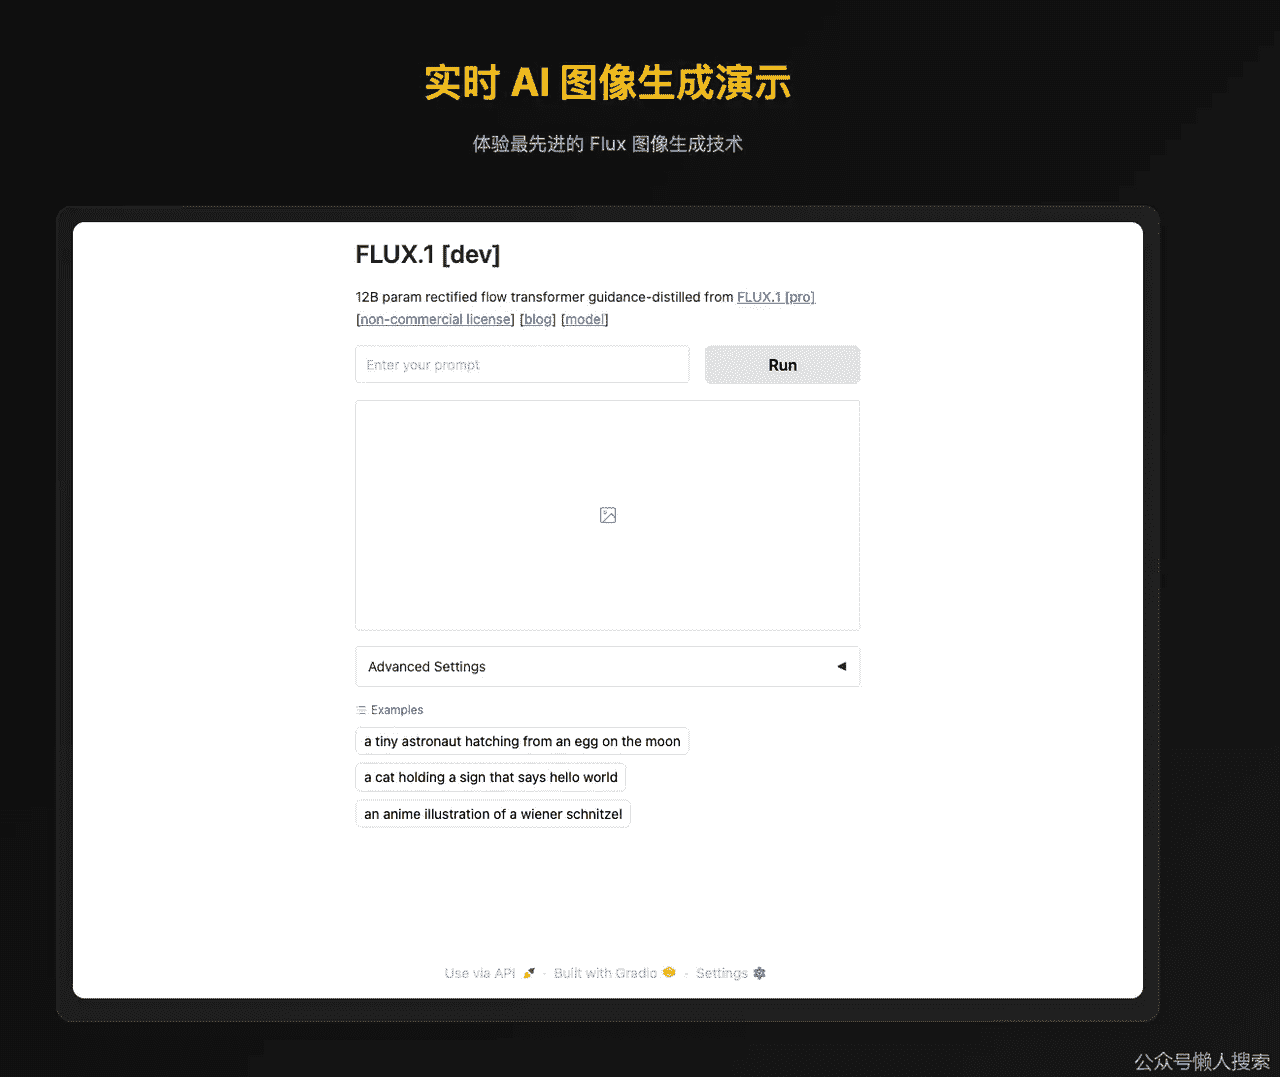 实时 AI 图像生成演示
体验最先进的 Flux 图像生成技术
FLUX.1 [dev]
12B param rectified flow transformer guidance-distilled from FLUX.1 [pro]
[non-commercial license] [blog] [model]
Enter your prompt
Run
Advanced Settings
Examples
a tiny astronaut hatching from an egg on the moon
a cat holding a sign that says hello world
an anime illustration of a wiener schnitzel
Use via API · Built with Gradio · Settings
公众号懒人搜索